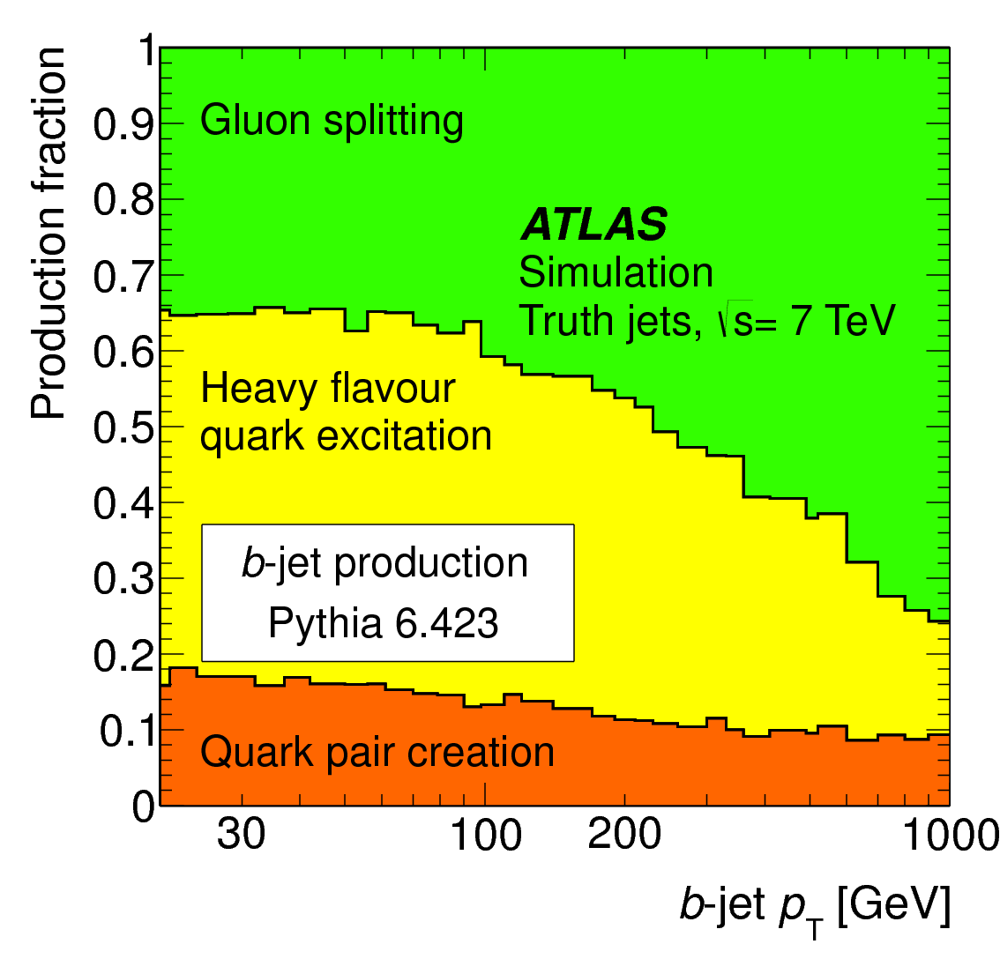 Production fraction
1
0.9
0.8
0.7
0.6
0.5
0.4
0.3
0.2
0.1
0
Gluon splitting
ATLAS
Simulation
Truth jets, √s= 7 TeV
Heavy flavour
quark excitation
b-jet production
Pythia 6.423
Quark pair creation
30 100 200 1000
b-jet pT [GeV]